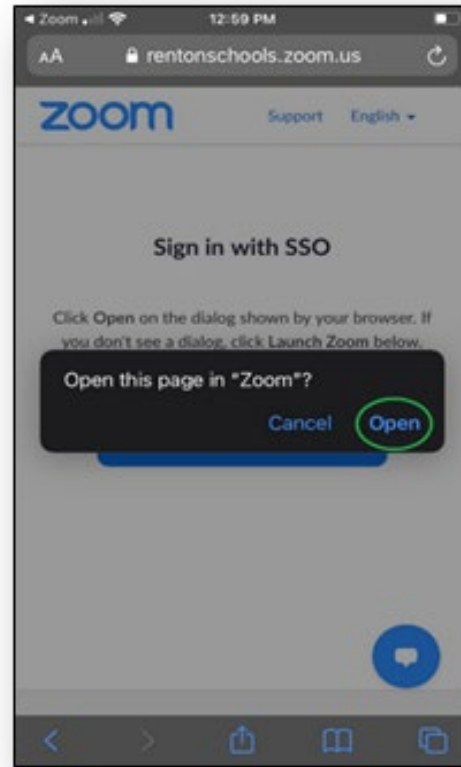 ◀ Zoom 12:59 PM
AA rentonschools.zoom.us
zoom Support English
Sign in with SSO
Click Open on the dialog shown by your browser. If
you don't see a dialog, click Launch Zoom below.
Open this page in "Zoom"?
Cancel Open